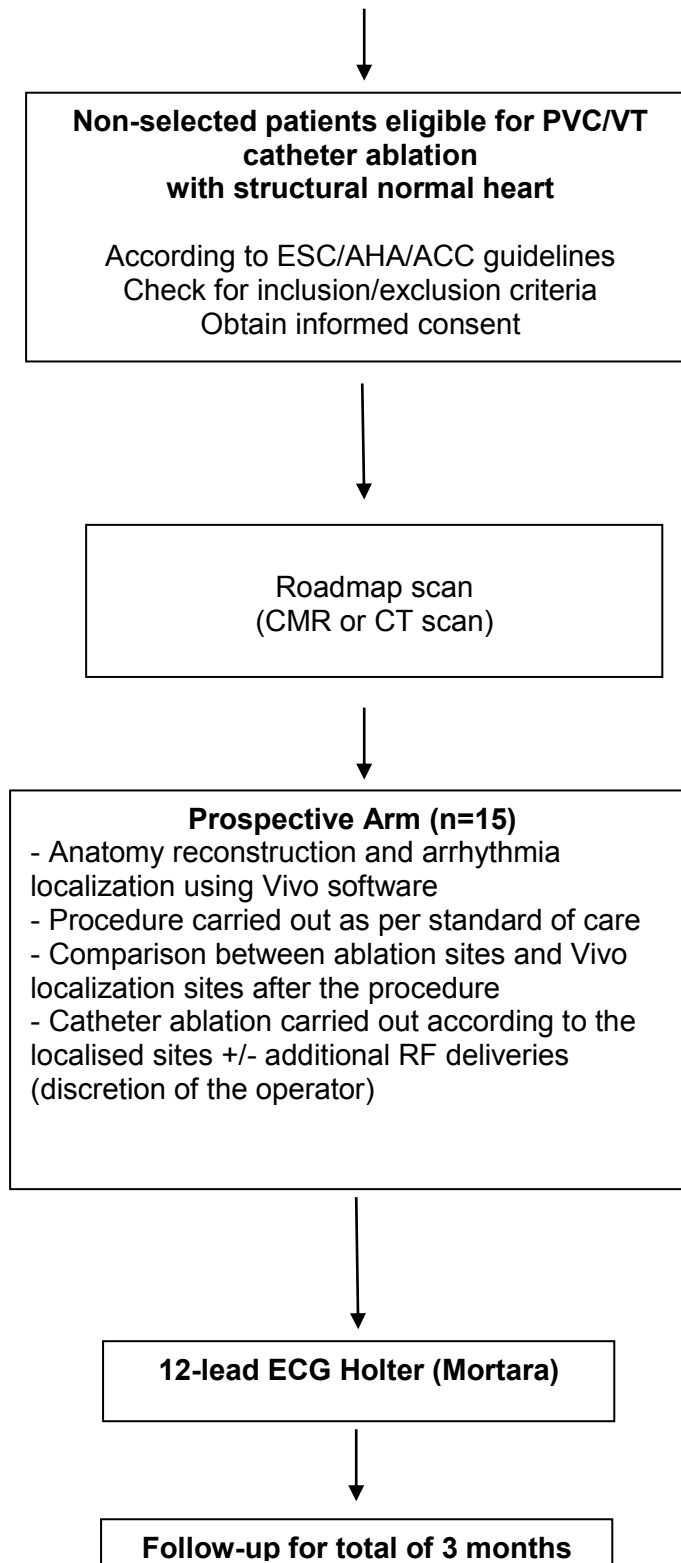 Non-selected patients eligible for PVC/VT
catheter ablation
with structural normal heart
According to ESC/AHA/ACC guidelines
Check for inclusion/exclusion criteria
Obtain informed consent
Roadmap scan
(CMR or CT scan)
Prospective Arm (n=15)
- Anatomy reconstruction and arrhythmia
localization using Vivo software
- Procedure carried out as per standard of care
- Comparison between ablation sites and Vivo
localization sites after the procedure
- Catheter ablation carried out according to the
localised sites +/- additional RF deliveries
(discretion of the operator)
12-lead ECG Holter (Mortara)
Follow-up for total of 3 months